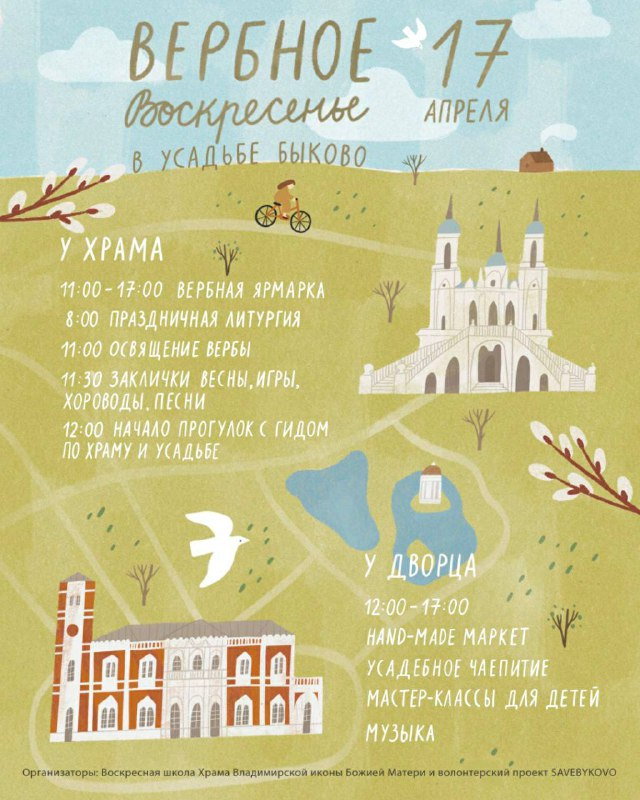 ВЕРБНОЕ 17
Воскресенье АПРЕЛЯ
В УСАДЬБЕ БЫКОВО
У ХРАМА
11:00-17:00 ВЕРБНАЯ ЯРМАРКА
8:00 ПРАЗДНИЧНАЯ ЛИТУРГИЯ
11:00 ОСВЯЩЕНИЕ ВЕРБЫ
11:30 ЗАКЛИЧКИ ВЕСНЫ, ИГРЫ,
ХОРОВОДЫ, ПЕСНИ
12:00 НАЧАЛО ПРОГУЛОК С ГИДОМ
ПО ХРАМУ И УСАДЬБЕ
У ДВОРЦА
12:00-17:00
HAND-MADE МАРКЕТ
УСАДЕБНОЕ ЧАЕПИТИЕ
МАСТЕР-КЛАССЫ ДЛЯ ДЕТЕЙ
МУЗЫКА
Организаторы: Воскресная школа Храма Владимирской иконы Божией Матери и волонтерский проект SAVEBYKOVO